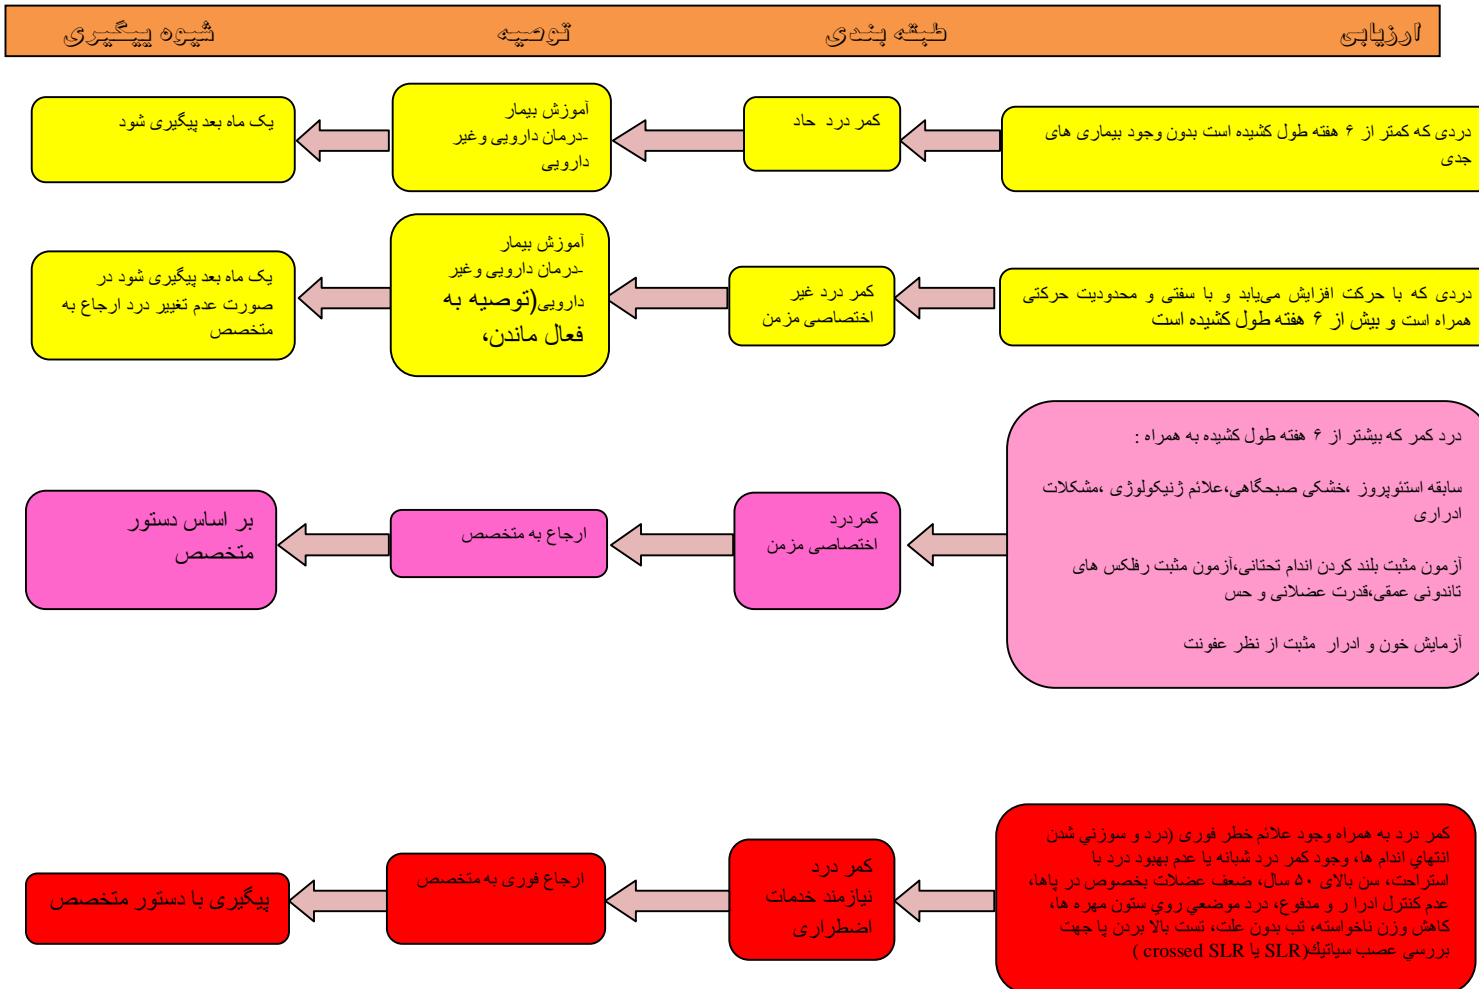 ارزیابی
طبقه بندی
توصیه
شیوه پیگیری
دردی که کمتر از ۶ هفته طول کشیده است بدون وجود بیماری های
جدی
کمر درد حاد
آموزش بیمار
-درمان دارویی وغیر
دارویی
یک ماه بعد پیگیری شود
دردی که با حرکت افزایش می‌یابد و با سفتی و محدودیت حرکتی
همراه است و بیش از ۶ هفته طول کشیده است
کمر درد غیر
اختصاصی مزمن
آموزش بیمار
-درمان دارویی وغیر
دارویی(توصیه به
فعال ماندن،
یک ماه بعد پیگیری شود در
صورت عدم تغییر درد ارجاع به
متخصص
درد کمر که بیشتر از ۶ هفته طول کشیده به همراه :
سابقه استئوپروز ،خشکی صبحگاهی،علائم ژنیکولوژی ،مشکلات
ادراری
آزمون مثبت بلند کردن اندام تحتانی،آزمون مثبت رفلکس های
تاندونی عمقی،قدرت عضلانی و حس
آزمایش خون و ادرار مثبت از نظر عفونت
کمردرد
اختصاصی مزمن
ارجاع به متخصص
بر اساس دستور
متخصص
کمر درد به همراه وجود علائم خطر فوری (درد و سوزني شدن
انتهاي اندام ها، وجود کمر درد شبانه یا عدم بهبود درد با
استراحت، سن بالای ۵۰ سال، ضعف عضلات بخصوص در پاها،
عدم کنترل ادرا ر و مدفوع، درد موضعي روي ستون مهره ها،
کاهش وزن ناخواسته، تب بدون علت، تست بالا بردن پا جهت
بررسي عصب سیاتیك(SLR یا crossed SLR )
کمر درد
نیازمند خدمات
اضطراری
ارجاع فوری به متخصص
پیگیری با دستور متخصص